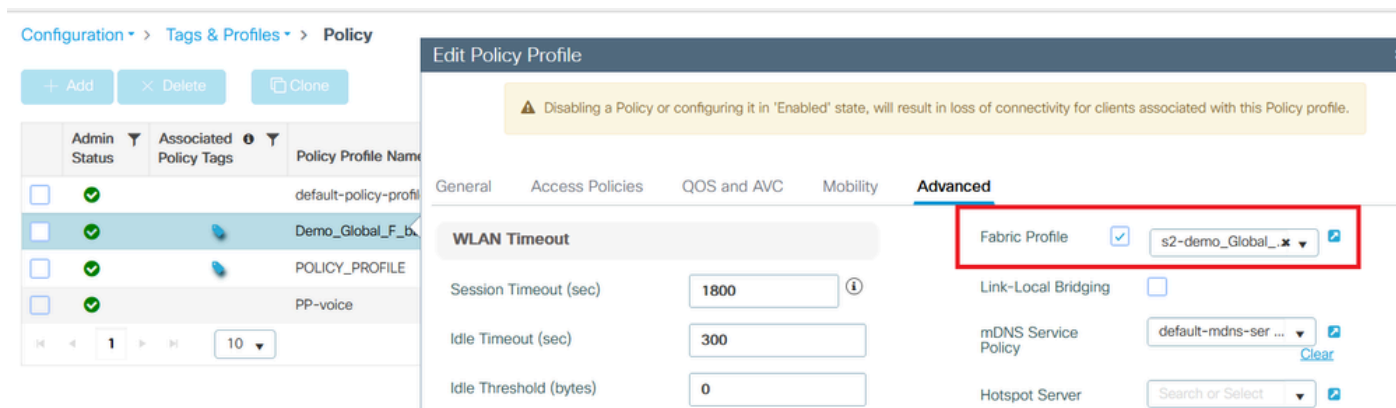 Configuration > Tags & Profiles > Policy
+ Add × Delete Clone
Admin Status
Associated Policy Tags
Policy Profile Name
default-policy-profil
Demo_Global_F_b
POLICY_PROFILE
PP-voice
1
10
Edit Policy Profile
Disabling a Policy or configuring it in 'Enabled' state, will result in loss of connectivity for clients associated with this Policy profile.
General Access Policies QOS and AVC Mobility Advanced
WLAN Timeout
Session Timeout (sec) 1800
Idle Timeout (sec) 300
Idle Threshold (bytes) 0
Fabric Profile s2-demo_Global_..
Link-Local Bridging
mDNS Service Policy default-mdns-ser ...
Clear
Hotspot Server Search or Select